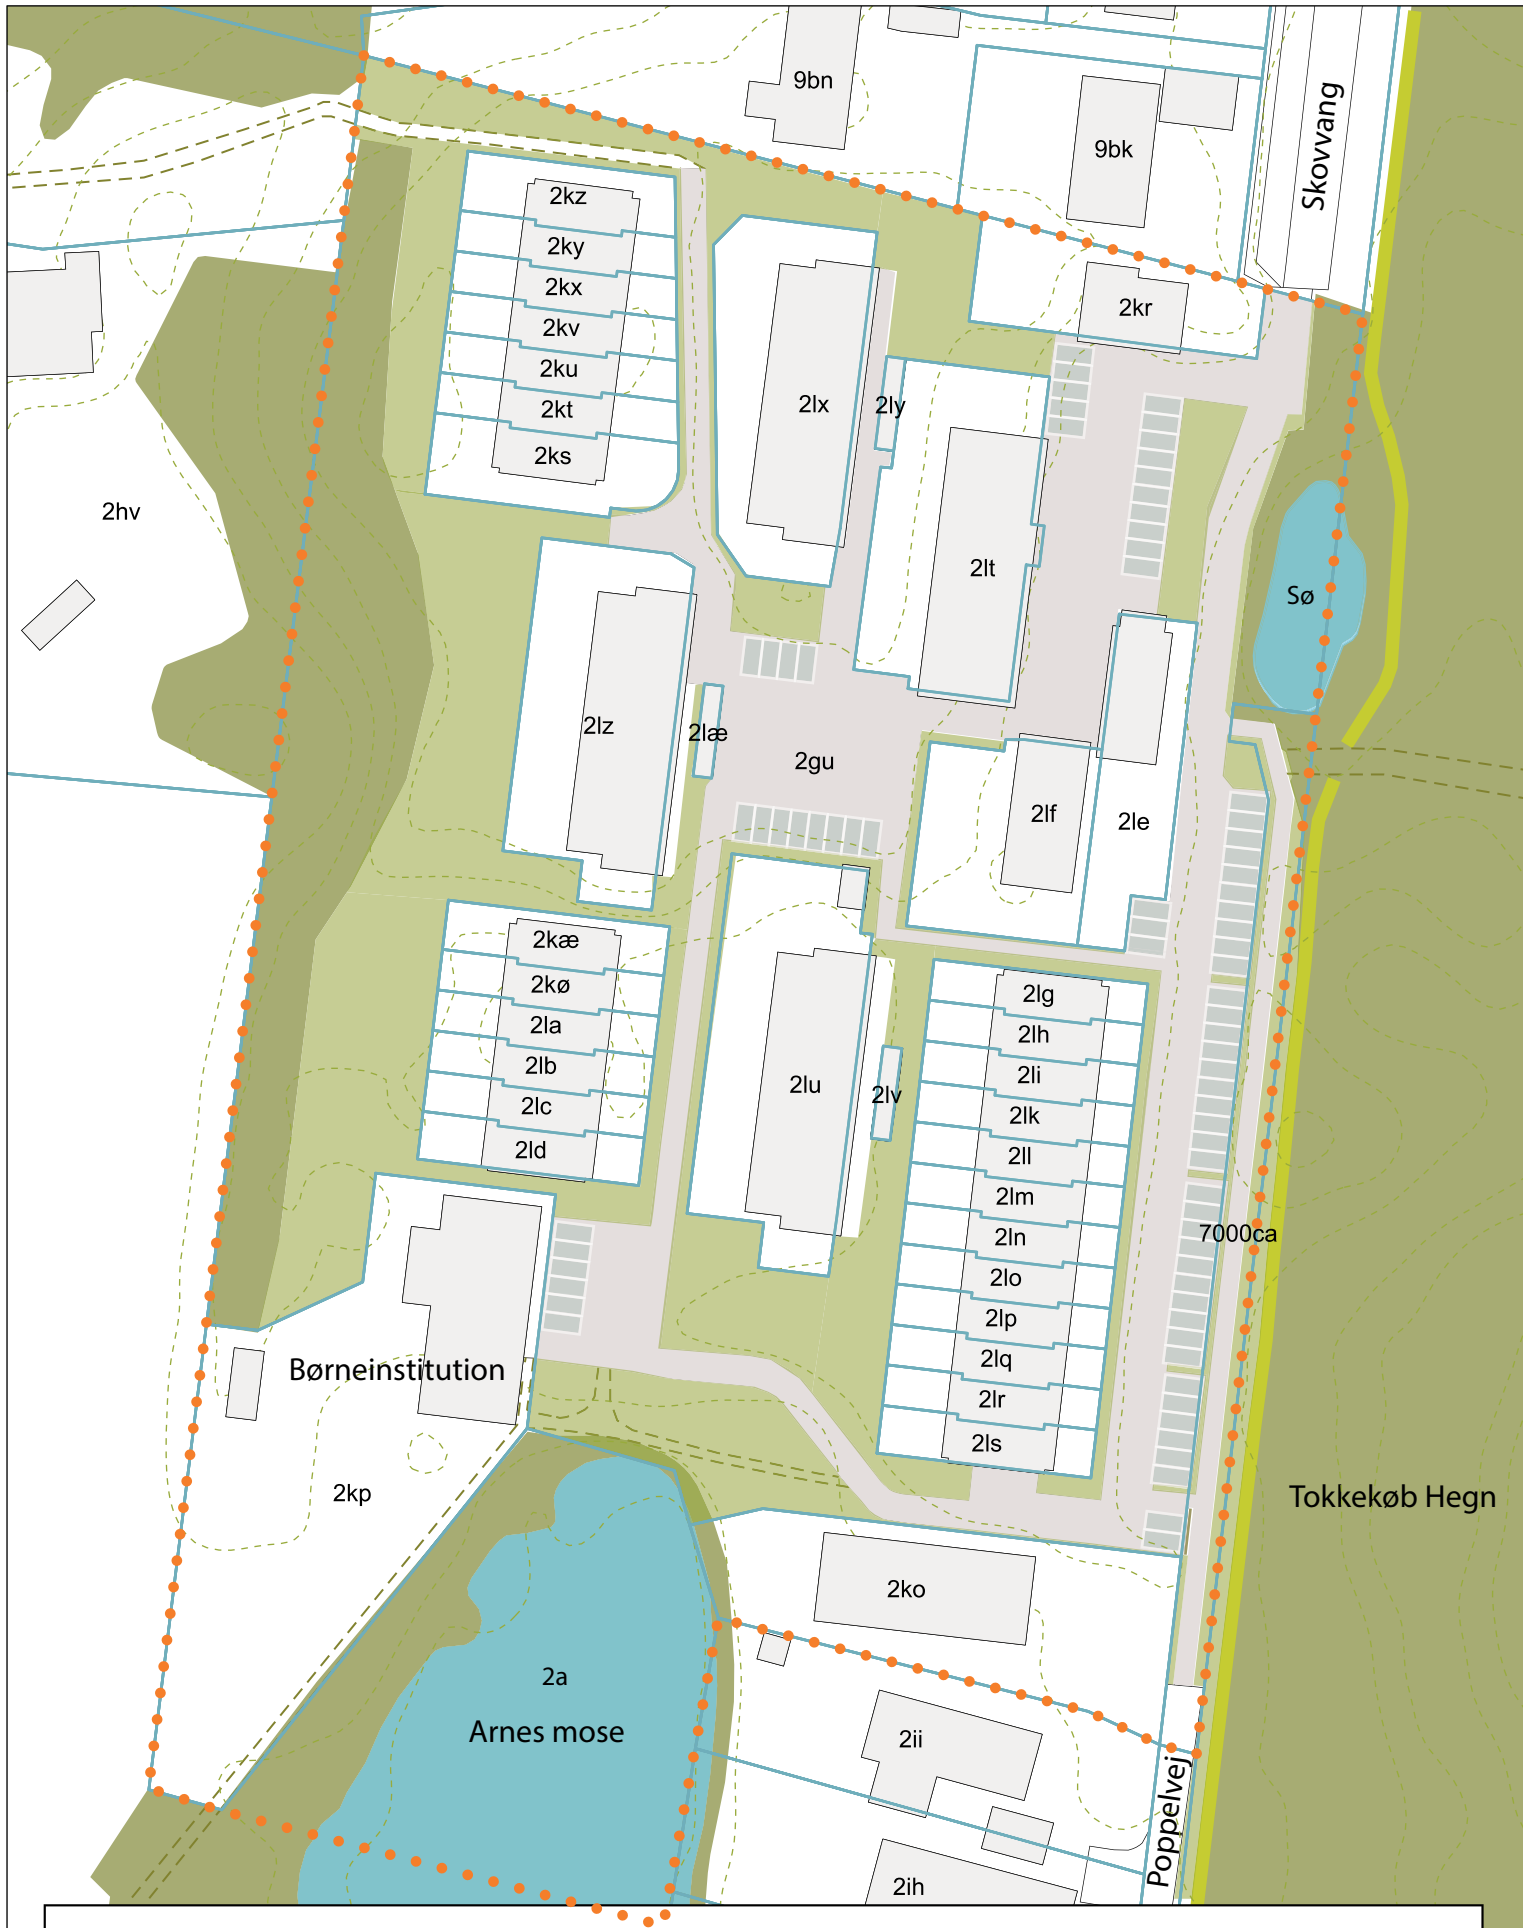 9bn
Skovvang
9bk
2kz
2ky
2kx
2kv
2ku
2kt
2ks
2kr
2lx
2ly
2hv
2lt
Sø
2lz
2læ
2gu
2lf
2le
2kæ
2kø
2la
2lb
2lc
2ld
2lu
2lv
2lg
2lh
2li
2lk
2ll
2lm
2ln
2lo
2lp
2lq
2lr
2ls
7000ca
Børneinstitution
2kp
Tokkekøb Hegn
2ko
2a
Arnes mose
2ii
Poppelvej
2ih